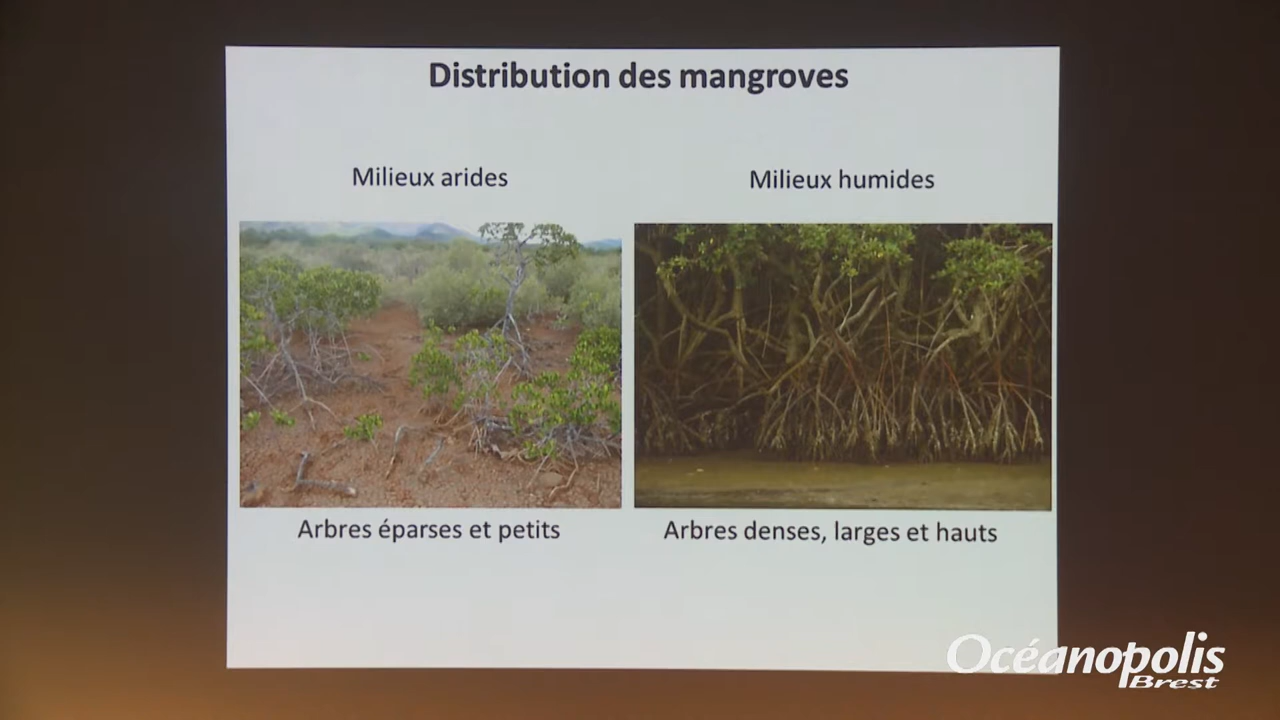 Distribution des mangroves
Milieux arides
Milieux humides
Arbres éparses et petits
Arbres denses, larges et hauts
Océanopolis
Brest